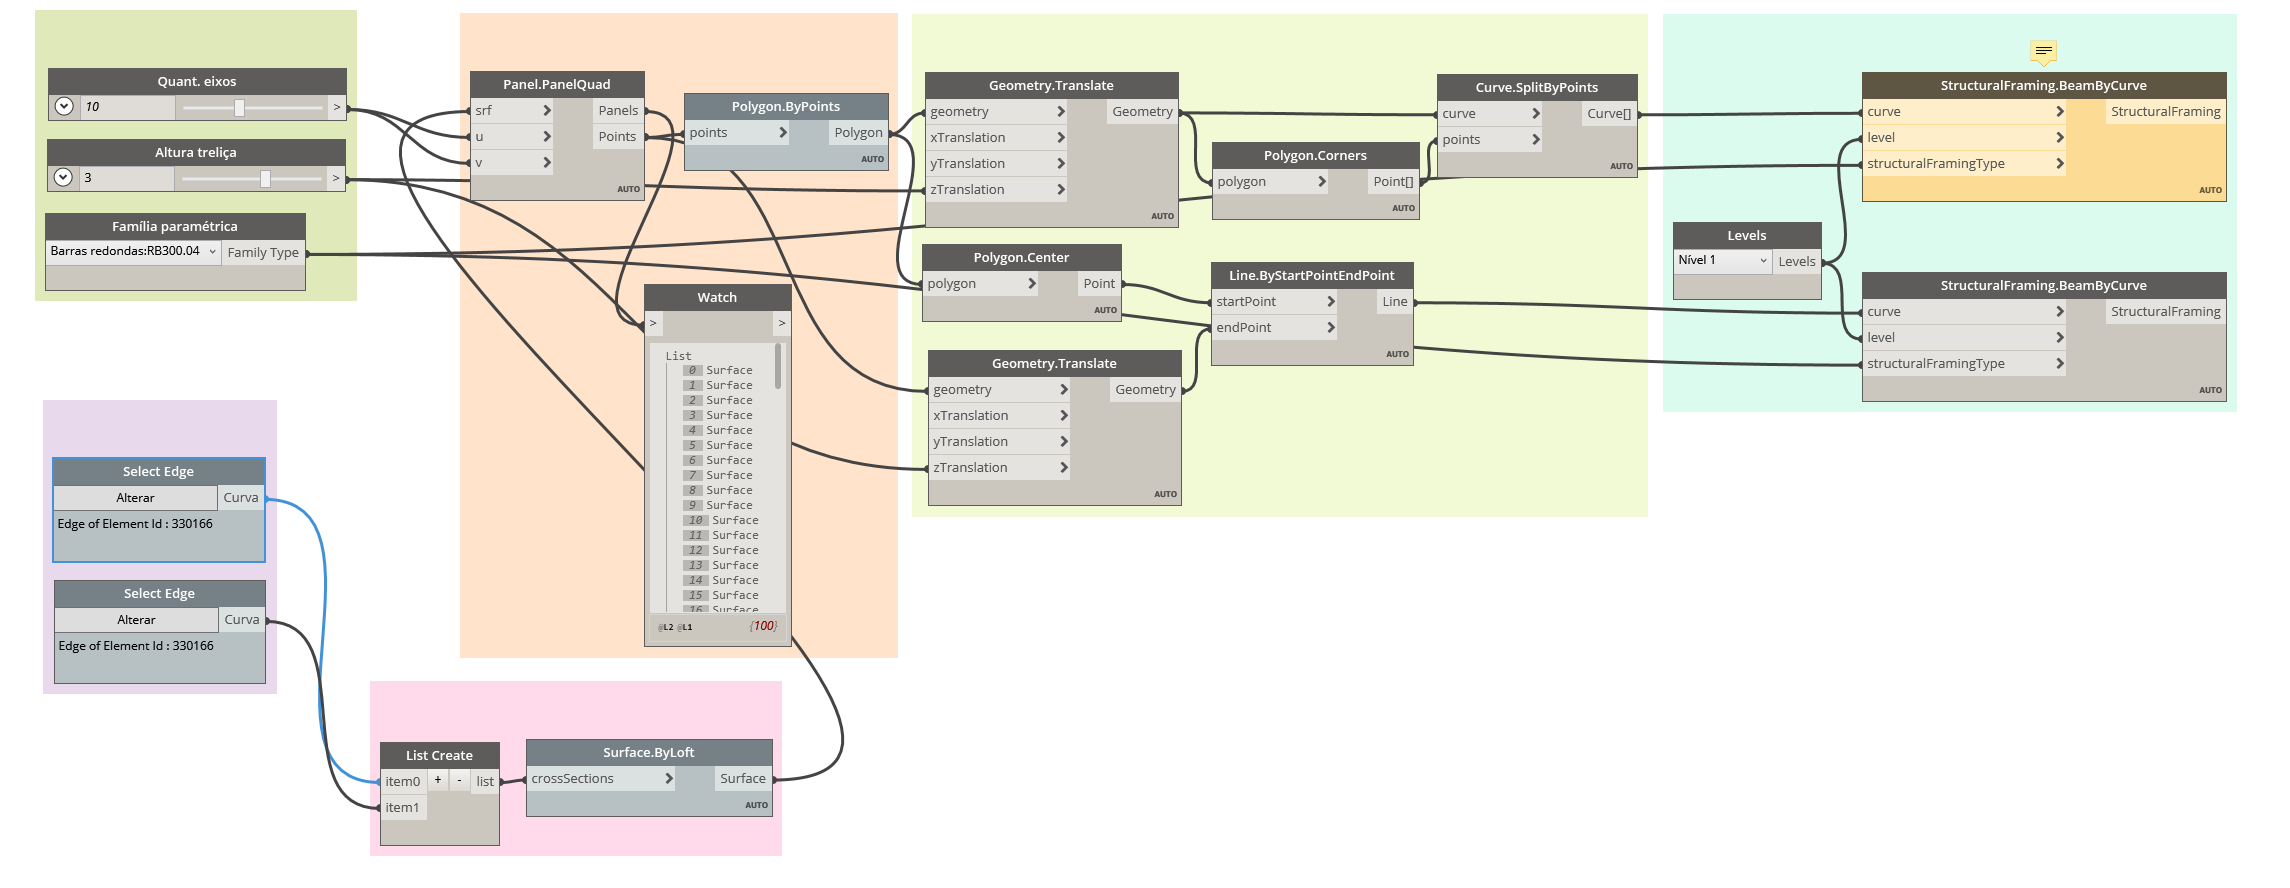 Quant. eixos
10
>
Altura treliça
3
>
Família paramétrica
Barras redondas:RB300.04
Family Type
Select Edge
Alterar
Curva
Edge of Element Id : 330166
Select Edge
Alterar
Curva
Edge of Element Id : 330166
List Create
item0 + - list
item1
Surface.ByLoft
crossSections > Surface
AUTO
Panel.PanelQuad
srf > Panels
u > Points
v >
AUTO
Polygon.ByPoints
points > Polygon
AUTO
Watch
> >
List
0 Surface
1 Surface
2 Surface
3 Surface
4 Surface
5 Surface
6 Surface
7 Surface
8 Surface
9 Surface
10 Surface
11 Surface
12 Surface
13 Surface
14 Surface
15 Surface
16 Surface
@L2 @L1 {100}
Geometry.Translate
geometry > Geometry
xTranslation >
yTranslation >
zTranslation >
AUTO
Polygon.Center
polygon > Point
AUTO
Geometry.Translate
geometry > Geometry
xTranslation >
yTranslation >
zTranslation >
AUTO
Polygon.Corners
polygon > Point[]
AUTO
Line.ByStartPointEndPoint
startPoint > Line
endPoint >
AUTO
Curve.SplitByPoints
curve > Curve[]
points >
AUTO
Levels
Nível 1
Levels
StructuralFraming.BeamByCurve
curve > StructuralFraming
level >
structuralFramingType >
AUTO
StructuralFraming.BeamByCurve
curve > StructuralFraming
level >
structuralFramingType >
AUTO